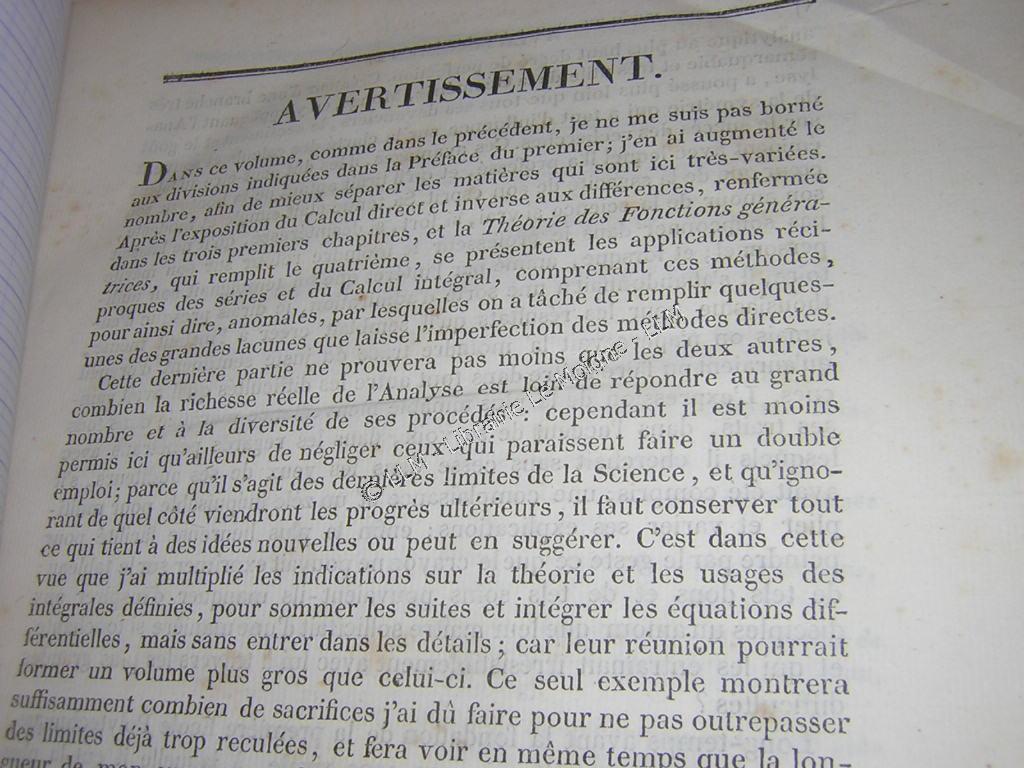 AVERTISSEMENT.
DANS ce volume, comme dans le précédent, je ne me suis pas borné
aux divisions indiquées dans la Préface du premier; j'en ai augmenté le
nombre, afin de mieux séparer les matières qui sont ici très-variées.
Après l'exposition du Calcul direct et inverse aux différences, renfermée
dans les trois premiers chapitres, et la Théorie des Fonctions généra-
trices, qui remplit le quatrième, se présentent les applications réci-
proques des séries et du Calcul intégral, comprenant ces méthodes,
pour ainsi dire, anomales, par lesquelles on a tâché de remplir quelques-
unes des grandes lacunes que laisse l'imperfection des méthodes directes.
Cette dernière partie ne prouvera pas moins que les deux autres,
combien la richesse réelle de l'Analyse est loin de répondre au grand
nombre et à la diversité de ses procédés : cependant il est moins
permis ici qu'ailleurs de négliger ceux qui paraissent faire un double
emploi; parce qu'il s'agit des dernières limites de la Science, et qu'igno-
rant de quel côté viendront les progrès ultérieurs, il faut conserver tout
ce qui tient à des idées nouvelles ou peut en suggérer. C'est dans cette
vue que j'ai multiplié les indications sur la théorie et les usages des
intégrales définies, pour sommer les suites et intégrer les équations dif-
férentielles, mais sans entrer dans les détails; car leur réunion pourrait
former un volume plus gros que celui-ci. Ce seul exemple montrera
suffisamment combien de sacrifices j'ai dû faire pour ne pas outrepasser
des limites déjà trop reculées, et fera voir en même temps que la lon-
gueur de mon
© LLM - Librairie Le Moine - LLM